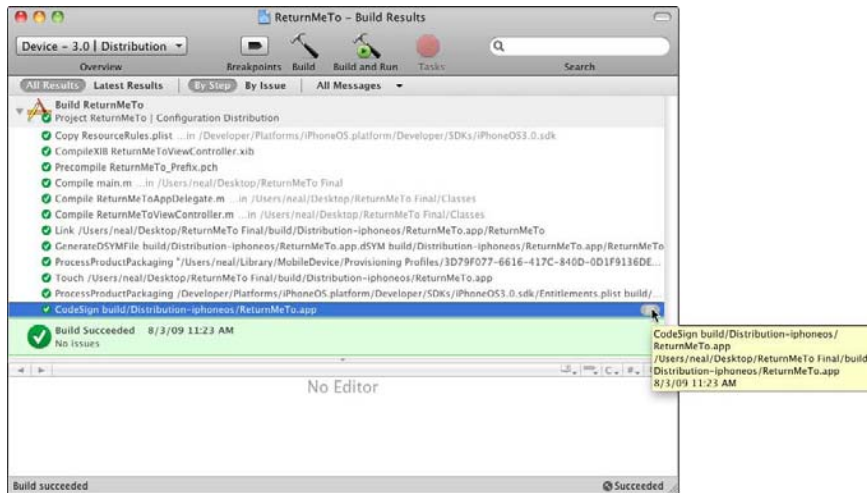 ReturnMeTo – Build Results
Device – 3.0 | Distribution
Overview
Breakpoints
Build
Build and Run
Tasks
Search
All Results
Latest Results
By Step
By Issue
All Messages
Build ReturnMeTo
Project ReturnMeTo | Configuration Distribution
Copy ResourceRules.plist ...in /Developer/Platforms/iPhoneOS.platform/Developer/SDKs/iPhoneOS3.0.sdk
CompileXIB ReturnMeToViewController.xib
Precompile ReturnMeTo_Prefix.pch
Compile main.m ...in /Users/neal/Desktop/ReturnMeTo Final
Compile ReturnMeToAppDelegate.m ...in /Users/neal/Desktop/ReturnMeTo Final/Classes
Compile ReturnMeToViewController.m ...in /Users/neal/Desktop/ReturnMeTo Final/Classes
Link /Users/neal/Desktop/ReturnMeTo Final/build/Distribution-iphoneos/ReturnMeTo.app/ReturnMeTo
GenerateDSYMFile build/Distribution-iphoneos/ReturnMeTo.app.dSYM build/Distribution-iphoneos/ReturnMeTo.app/ReturnMeTo
ProcessProductPackaging "/Users/neal/Library/MobileDevice/Provisioning Profiles/3D79F077-6616-417C-840D-0D1F9136DE...
Touch /Users/neal/Desktop/ReturnMeTo Final/build/Distribution-iphoneos/ReturnMeTo.app
ProcessProductPackaging /Developer/Platforms/iPhoneOS.platform/Developer/SDKs/iPhoneOS3.0.sdk/Entitlements.plist build/...
CodeSign build/Distribution-iphoneos/ReturnMeTo.app
Build Succeeded 8/3/09 11:23 AM
No issues
CodeSign build/Distribution-iphoneos/
ReturnMeTo.app
/Users/neal/Desktop/ReturnMeTo Final/build
Distribution-iphoneos/ReturnMeTo.app
8/3/09 11:23 AM
C #
No Editor
Build succeeded
Succeeded